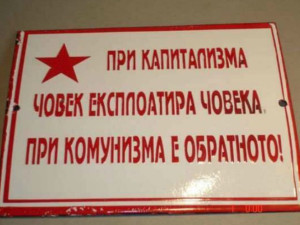 ПРИ КАПИТАЛИЗМА
ЧОВЕК ЕКСПЛОАТИРА ЧОВЕКА,
ПРИ КОМУНИЗМА Е ОБРАТНОТО!